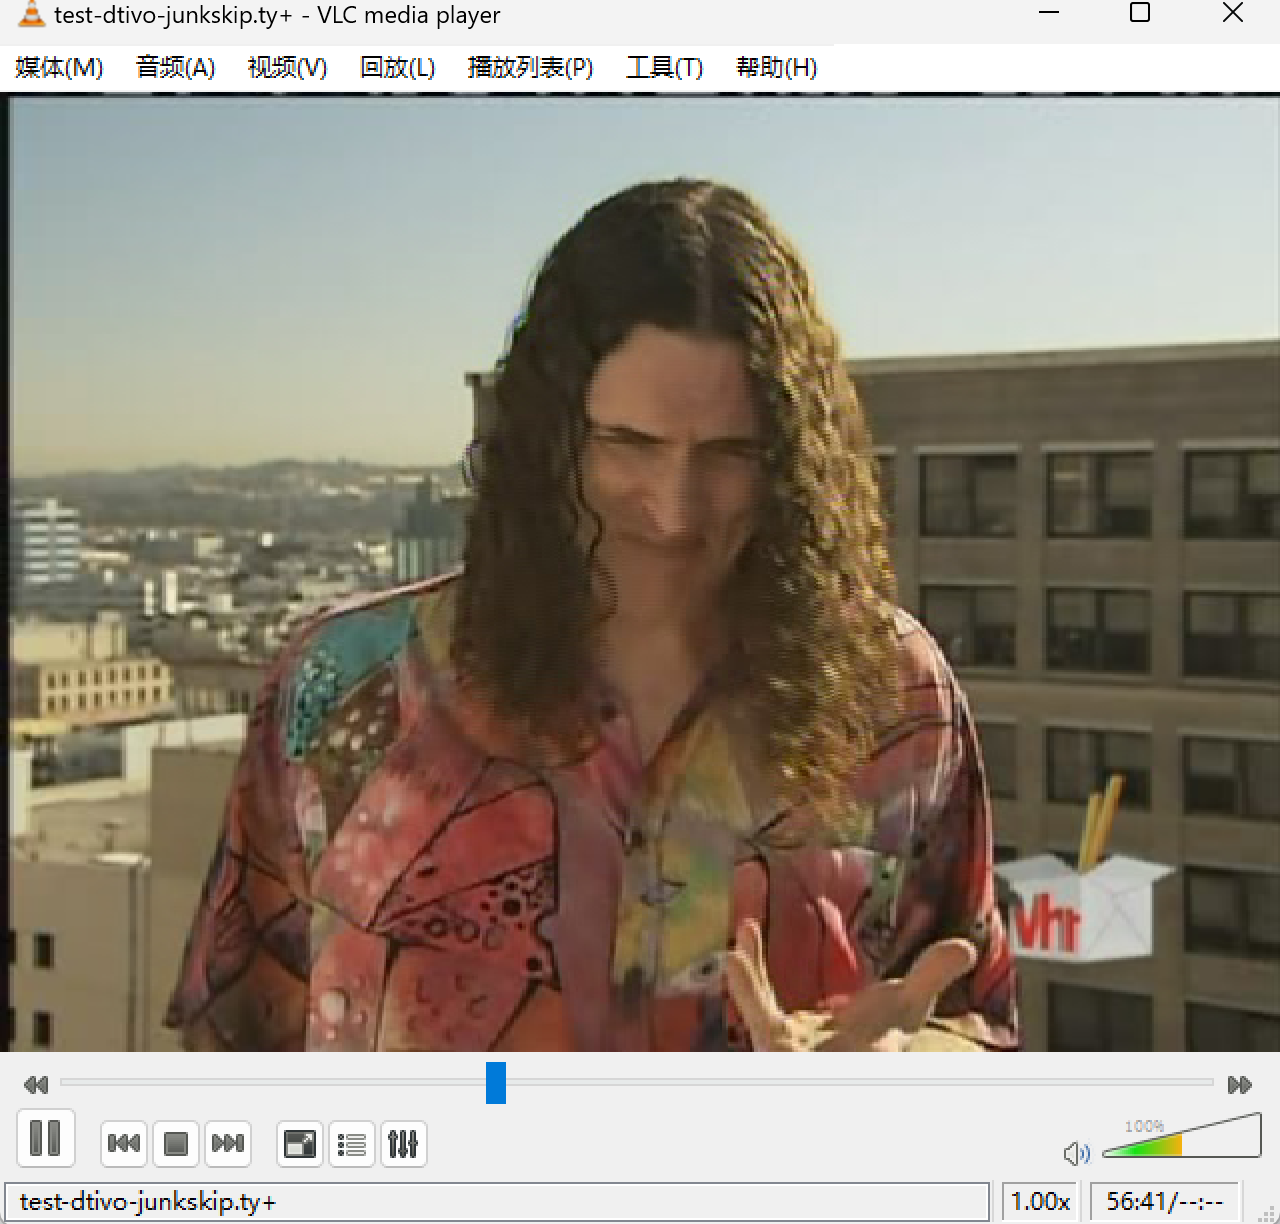 test-dtivo-junkskip.ty+ - VLC media player
媒体(M) 音频(A) 视频(V) 回放(L) 播放列表(P) 工具(T) 帮助(H)
vh1
100%
test-dtivo-junkskip.ty+ 1.00x 56:41/--:--